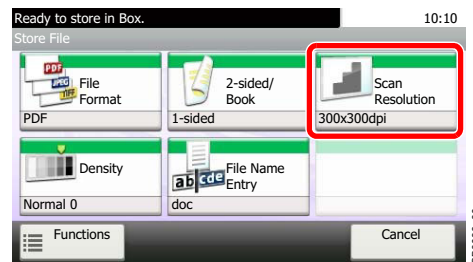 Ready to store in Box.
10:10
Store File
PDF
JPEG
TIFF
File
Format
PDF
2-sided/
Book
1-sided
Scan
Resolution
300x300dpi
Density
Normal 0
ab cde
File Name
Entry
doc
Functions
Cancel